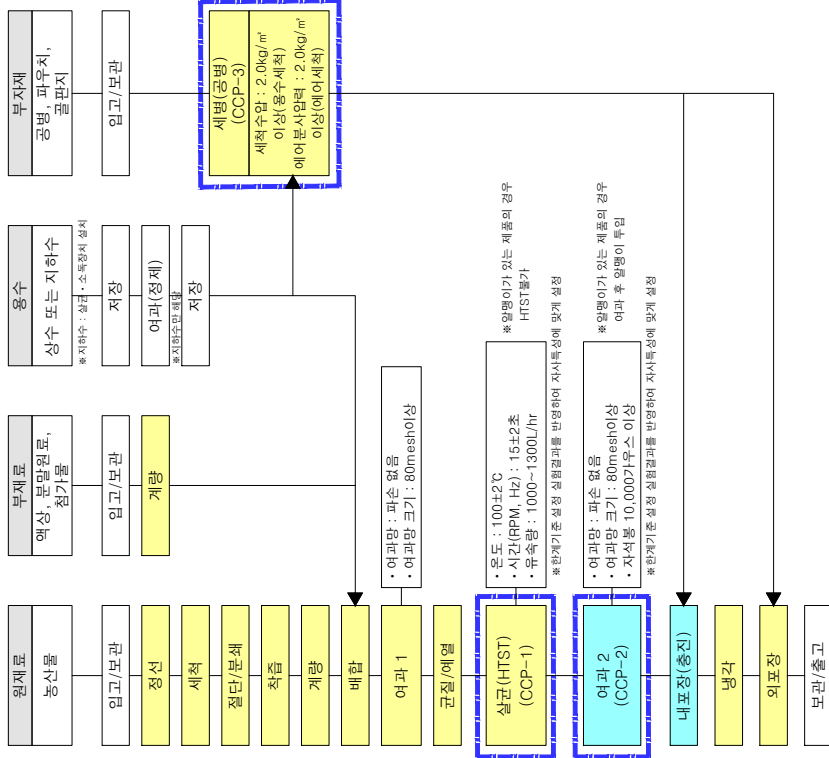 원재료
농산물
입고/보관
정선
세척
절단/분쇄
착즙
계량
배합
여과 1
균질/예열
살균(HTST)
(CCP-1)
여과 2
(CCP-2)
내포장(충진)
냉각
외포장
보관/출고
부재료
액상, 분말원료,
첨가물
입고/보관
계량
• 여과망 : 파손 없음
• 여과망 크기 : 80mesh이상
• 온도 : 100±2℃
• 시간(RPM, Hz) : 15±2초
• 유속량 : 1000~1300L/hr
※한계기준 설정 실험결과를 반영하여 자사특성에 맞게 설정
※알맹이가 있는 제품의 경우
HTST불가
• 여과망 : 파손 없음
• 여과망 크기 : 80mesh이상
• 자석봉 10,000가우스 이상
※한계기준 설정 실험결과를 반영하여 자사특성에 맞게 설정
※알맹이가 있는 제품의 경우
여과 후 알맹이 투입
용수
상수 또는 지하수
※지하수 : 살균・소독장치 설치
저장
여과(정제)
※지하수만 해당
저장
부자재
공병, 파우치,
골판지
입고/보관
세병(공병)
(CCP-3)
세척수압 : 2.0kg/㎡
이상(용수세척)
에어분사압력 : 2.0kg/㎡
이상(에어세척)